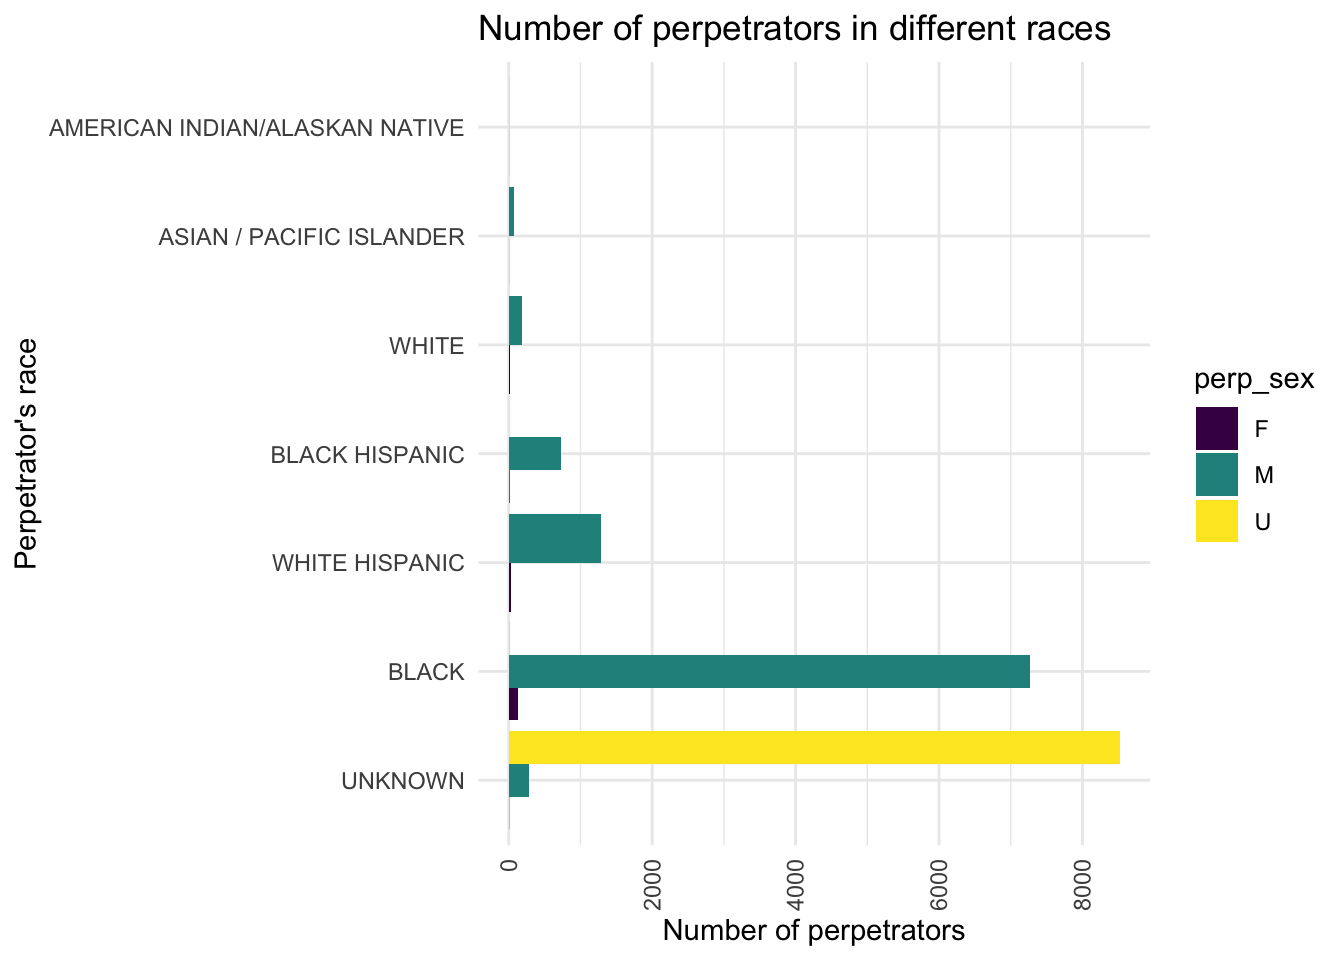 Number of perpetrators in different races
Perpetrator's race
AMERICAN INDIAN/ALASKAN NATIVE
ASIAN / PACIFIC ISLANDER
WHITE
BLACK HISPANIC
WHITE HISPANIC
BLACK
UNKNOWN
0
2000
4000
6000
8000
Number of perpetrators
perp_sex
F
M
U